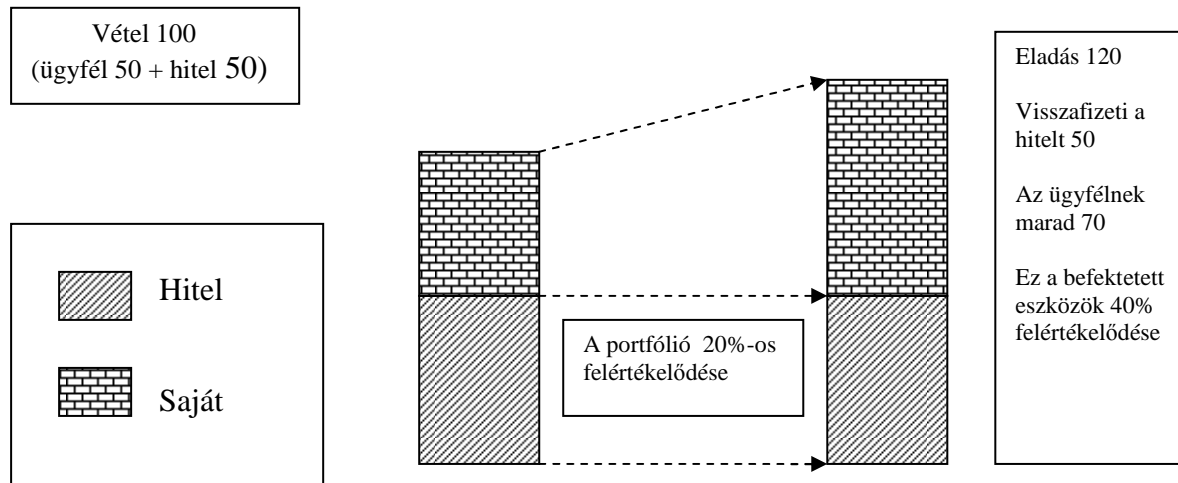 Vétel 100
(ügyfél 50 + hitel 50)
Hitel
Saját
A portfólió 20%-os
felértékelődése
Eladás 120
Visszafizeti a
hitelt 50
Az ügyfélnek
marad 70
Ez a befektetett
eszközök 40%
felértékelődése